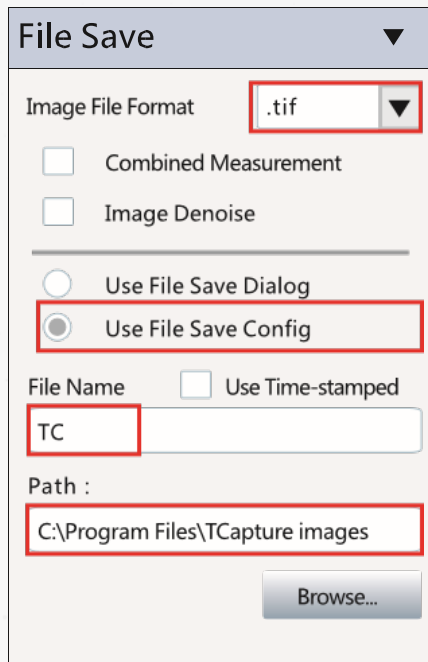 File Save
Image File Format .tif
Combined Measurement
Image Denoise
Use File Save Dialog
Use File Save Config
File Name Use Time-stamped
TC
Path :
C:\Program Files\TCapture images
Browse...